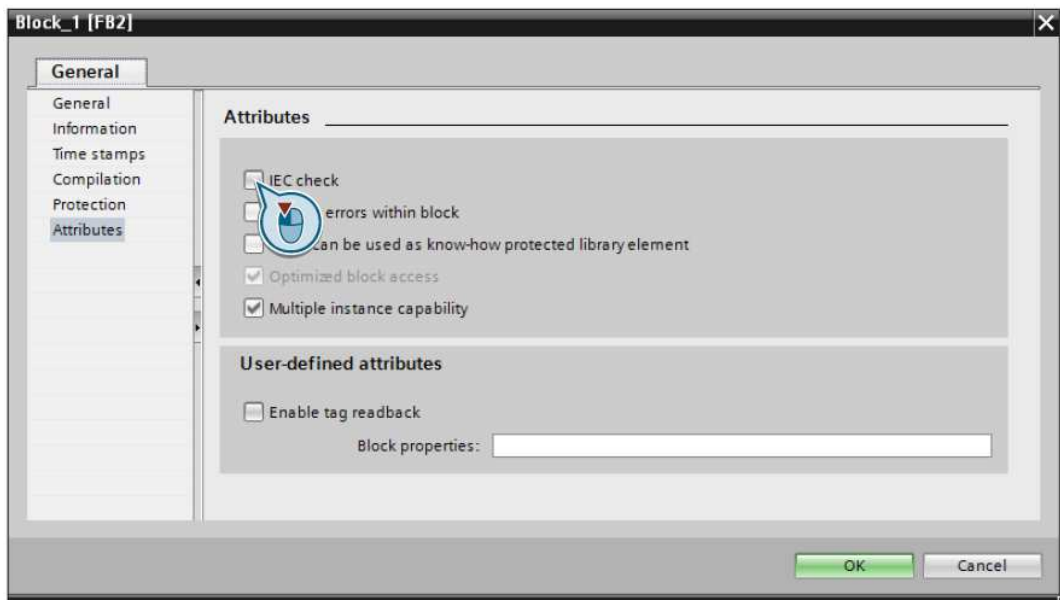 Block_1 [FB2]
General
General
Information
Time stamps
Compilation
Protection
Attributes
Attributes
IEC check
errors within block
can be used as know-how protected library element
Optimized block access
Multiple instance capability
User-defined attributes
Enable tag readback
Block properties:
OK
Cancel